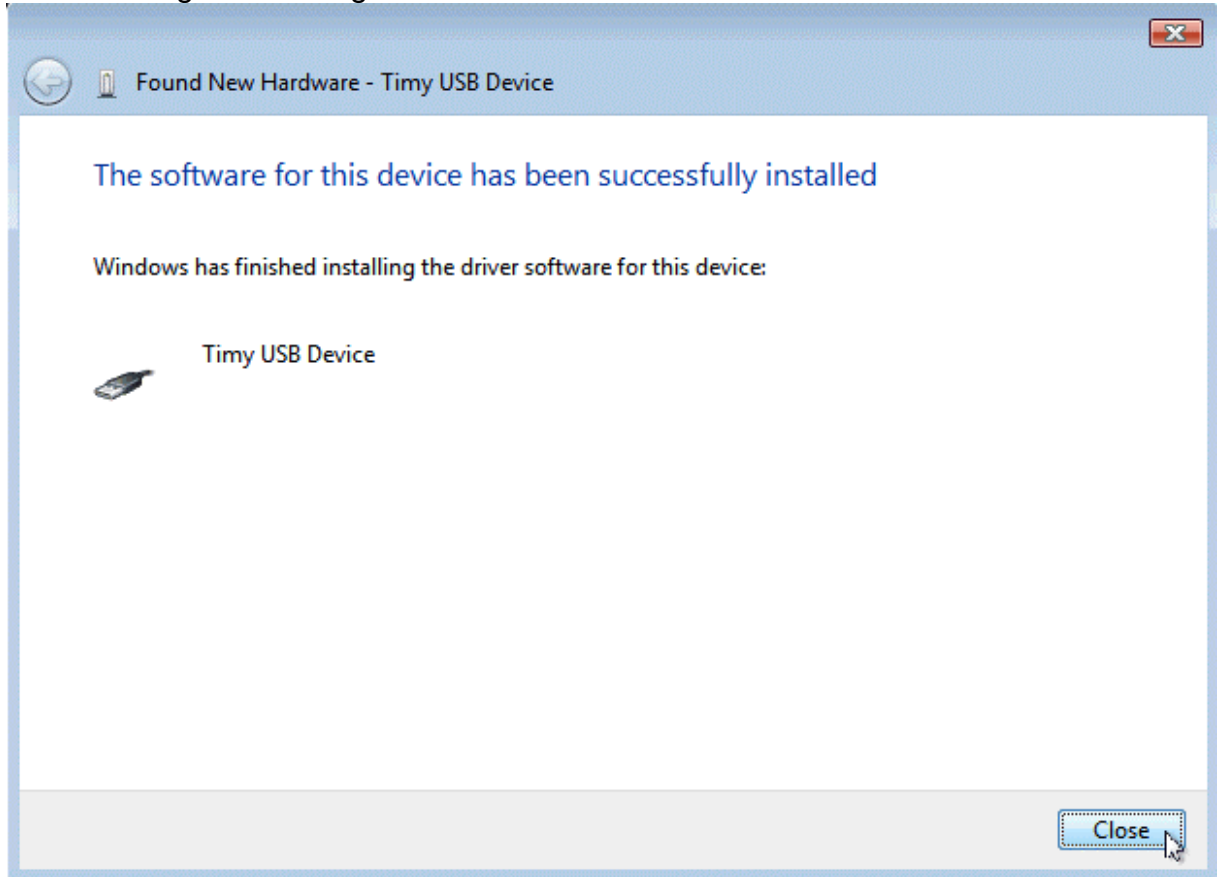 Found New Hardware - Timy USB Device
The software for this device has been successfully installed
Windows has finished installing the driver software for this device:
Timy USB Device
Close